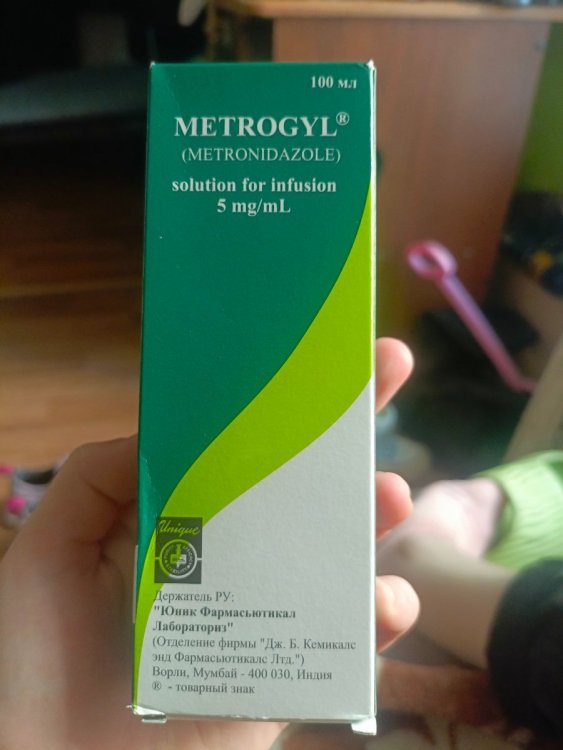 100 мл
METROGYL®
(METRONIDAZOLE)
solution for infusion
5 mg/mL
Unique
Держатель РУ:
"Юник Фармасьютикал
Лабораториз"
(Отделение фирмы "Дж. Б. Кемикалс
энд Фармасьютикалс Лтд.")
Ворли, Мумбай - 400 030, Индия
® - товарный знак